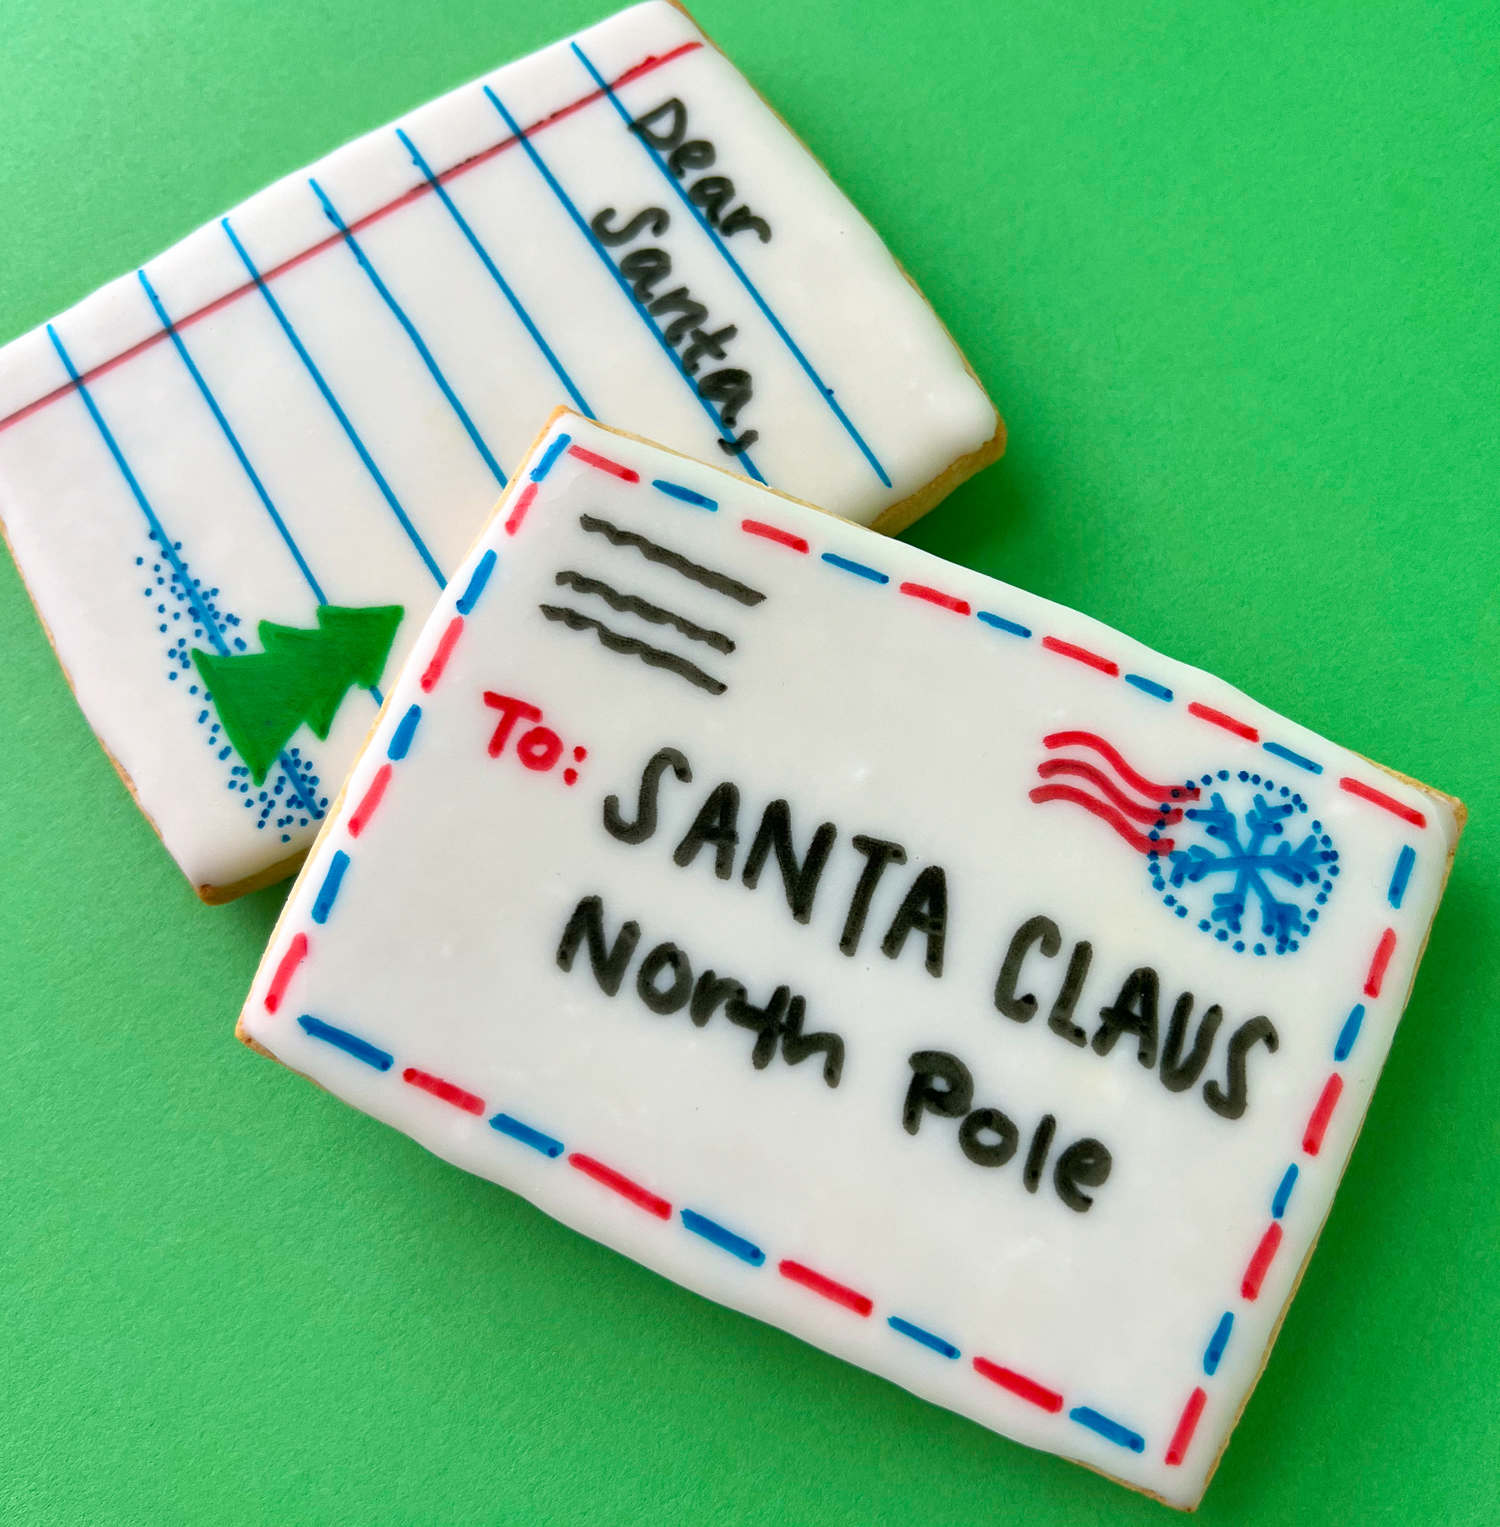 Dear
Santa,
To: SANTA CLAUS
North Pole